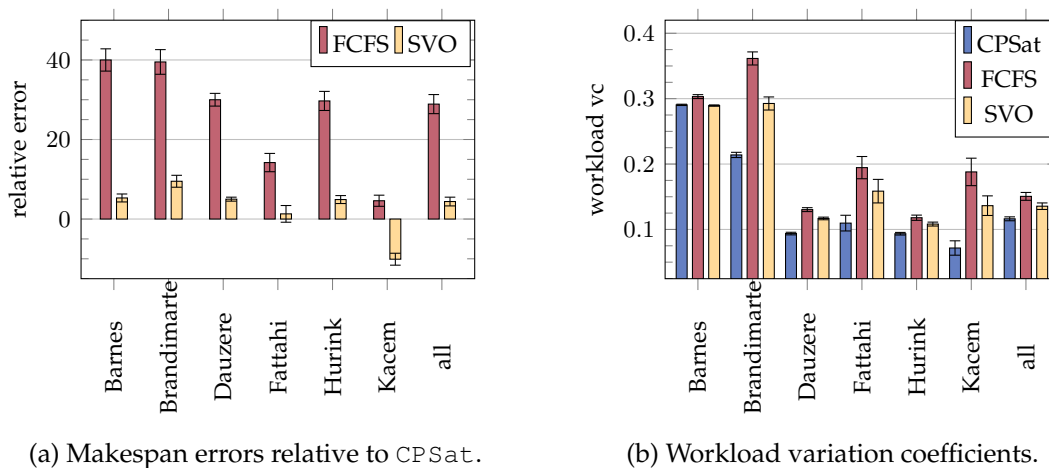 FCFS SVO
relative error
40
20
0
Barnes
Brandimarte
Dauzere
Fattahi
Hurink
Kacem
all
(a) Makespan errors relative to CPSat.
CPSat
FCFS
SVO
workload vc
0.4
0.3
0.2
0.1
Barnes
Brandimarte
Dauzere
Fattahi
Hurink
Kacem
all
(b) Workload variation coefficients.